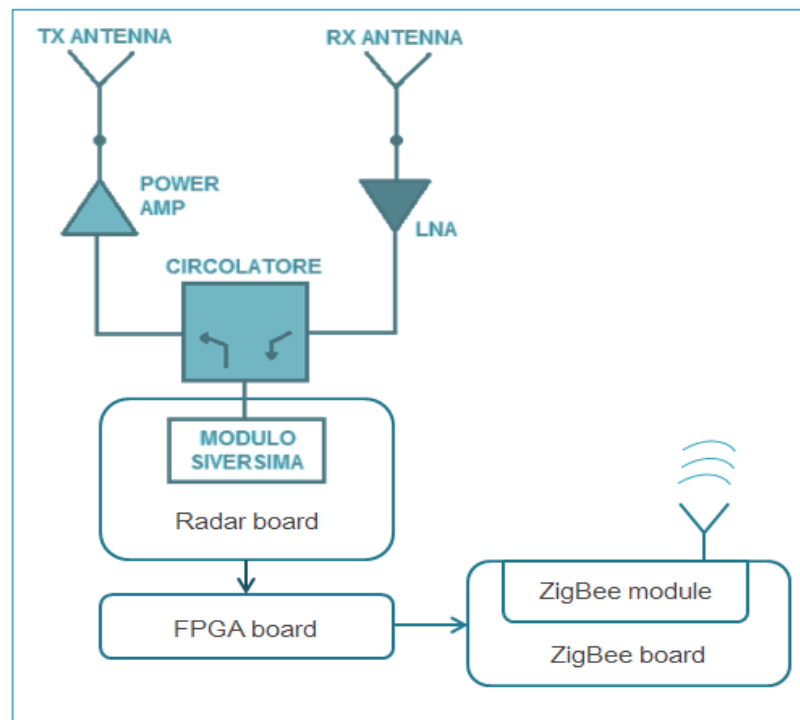 TX ANTENNA
RX ANTENNA
POWER
AMP
LNA
CIRCOLATORE
MODULO
SIVERSIMA
Radar board
FPGA board
ZigBee module
ZigBee board